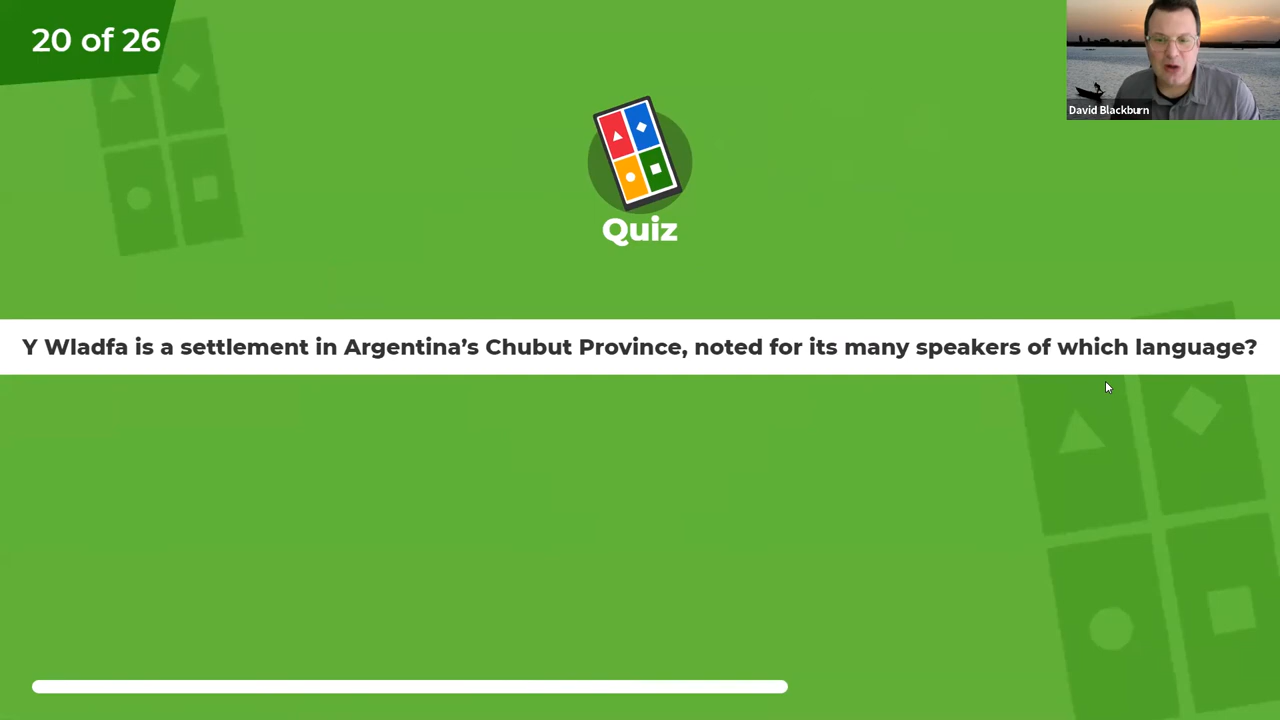 20 of 26
David Blackburn
Quiz
Y Wladfa is a settlement in Argentina’s Chubut Province, noted for its many speakers of which language?